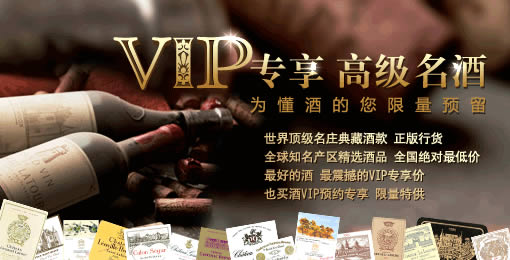 VIP专享 高级名酒
为懂酒的您限量预留
世界顶级名庄典藏酒款 正版行货
全球知名产区精选酒品 全国绝对最低价
最好的酒 最震撼的VIP专享价
也买酒VIP预约专享 限量特供
VIN
LATOUR
Calon Segur